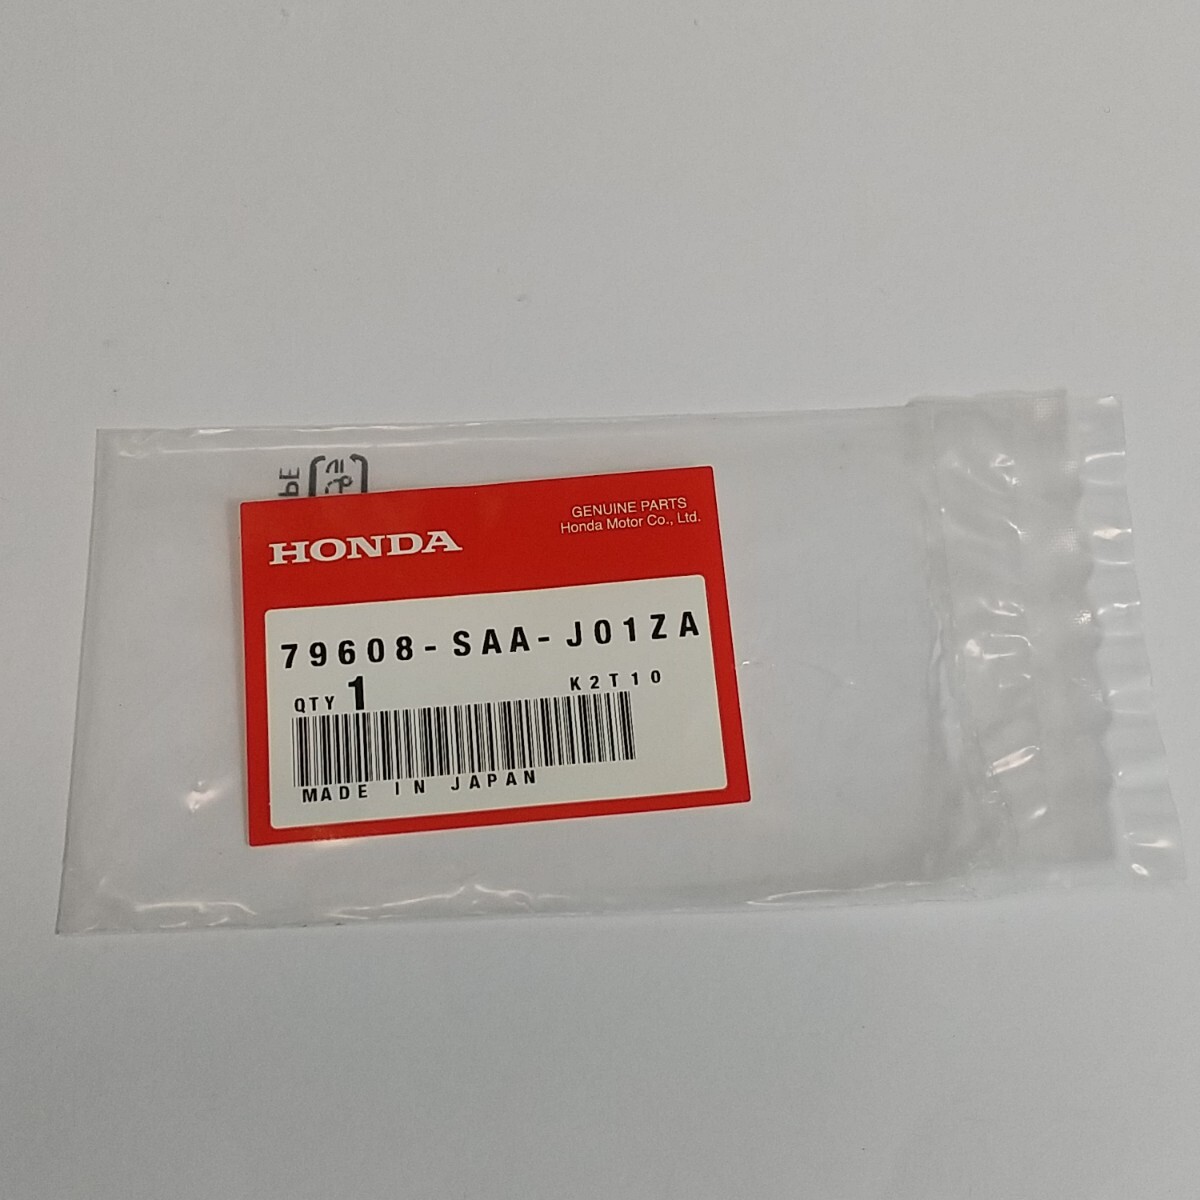 HONDA
GENUINE PARTS
Honda Motor Co., Ltd.
79608-SAA-J01ZA
QTY 1
K2T10
MADE IN JAPAN